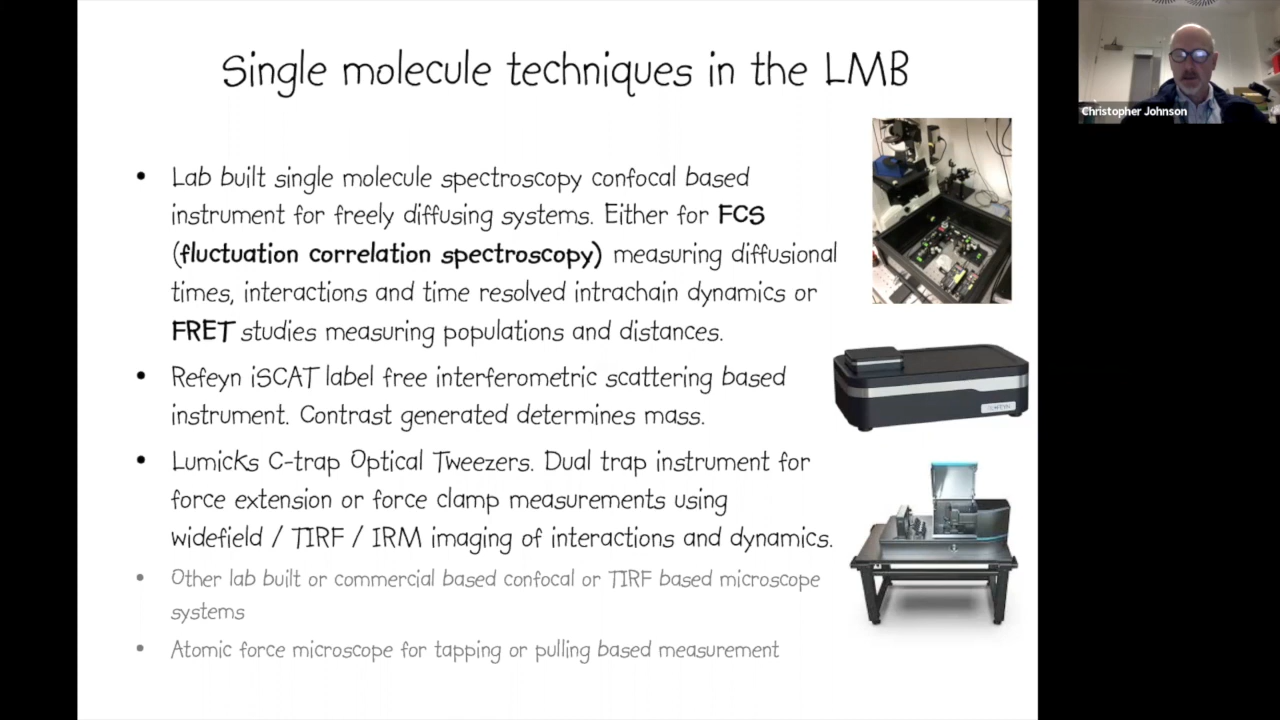 Single molecule techniques in the LMB
Christopher Johnson
• Lab built single molecule spectroscopy confocal based
instrument for freely diffusing systems. Either for FCS
(fluctuation correlation spectroscopy) measuring diffusional
times, interactions and time resolved intrachain dynamics or
FRET studies measuring populations and distances.
• Refeyn iSCAT label free interferometric scattering based
instrument. Contrast generated determines mass.
• Lumicks C-trap Optical Tweezers. Dual trap instrument for
force extension or force clamp measurements using
widefield / TIRF / IRM imaging of interactions and dynamics.
• Other lab built or commercial based confocal or TIRF based microscope
systems
• Atomic force microscope for tapping or pulling based measurement